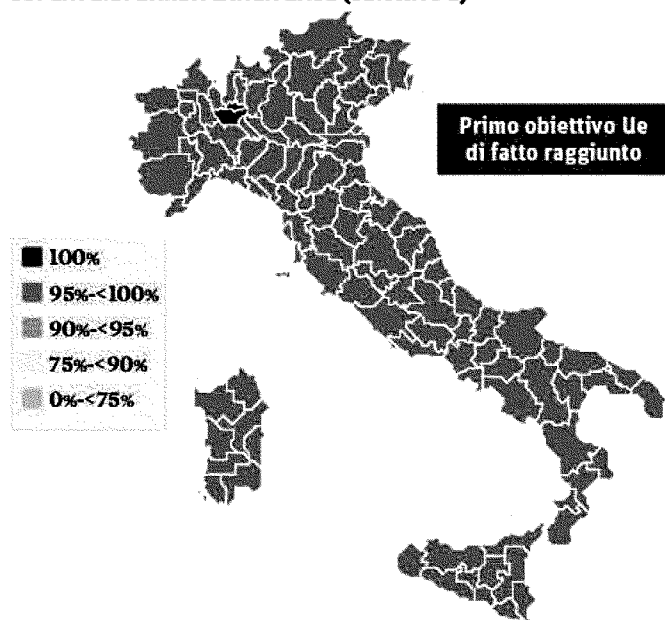 Primo obiettivo Ue
di fatto raggiunto
100%
95%-<100%
90%-<95%
75%-<90%
0%-<75%